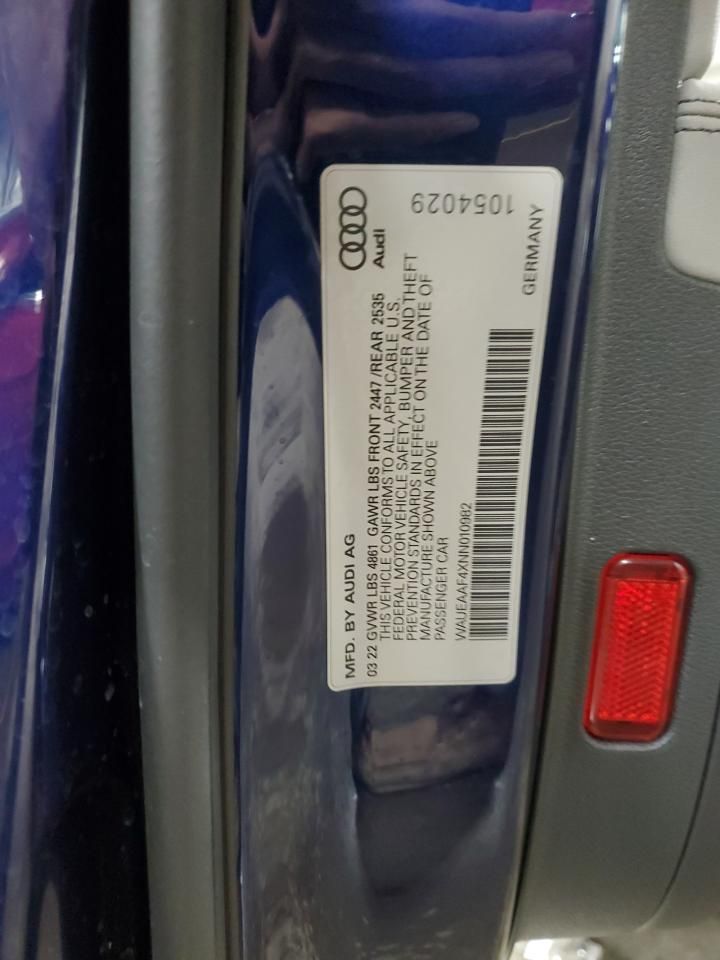 MFD. BY AUDI AG
03 22 GVWR LBS 4861 GAWR LBS FRONT 2447 /REAR 2535
THIS VEHICLE CONFORMS TO ALL APPLICABLE U.S.
FEDERAL MOTOR VEHICLE SAFETY, BUMPER AND THEFT
PREVENTION STANDARDS IN EFFECT ON THE DATE OF
MANUFACTURE SHOWN ABOVE
PASSENGER CAR
WAUEAAF4XNN010982
Audi
1054029
GERMANY